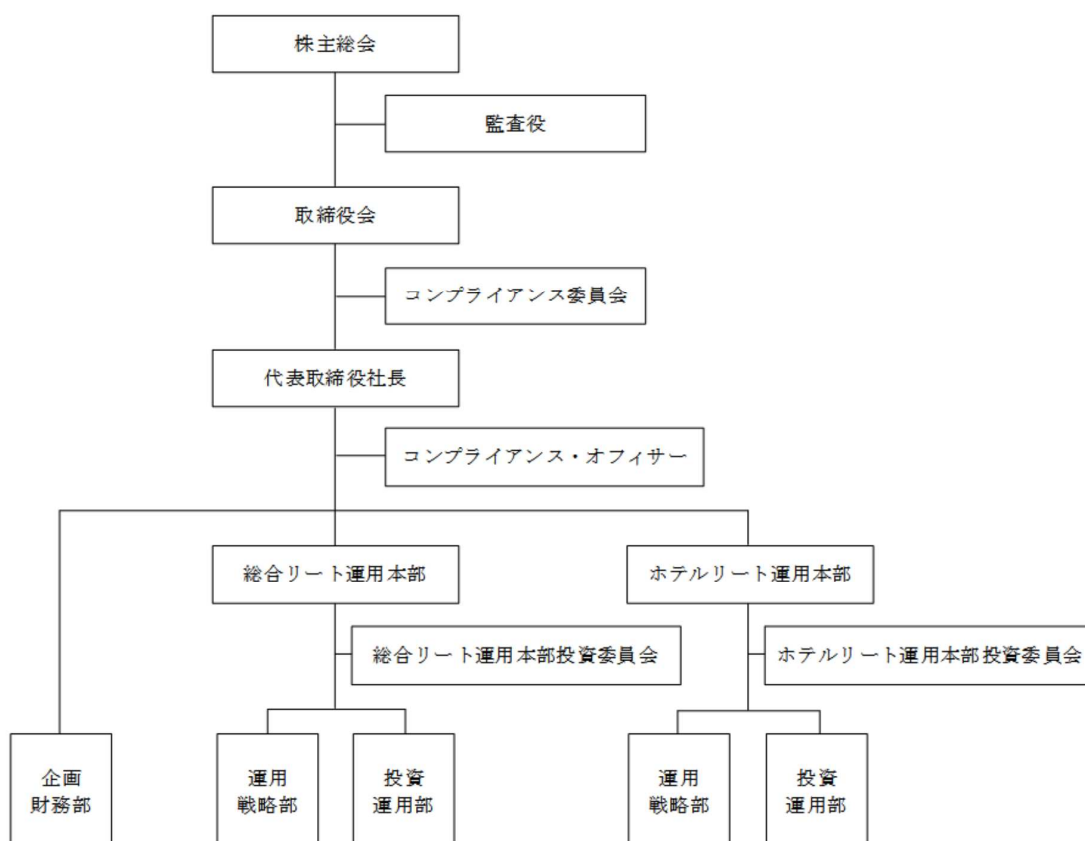 株主総会
監査役
取締役会
コンプライアンス委員会
代表取締役社長
コンプライアンス・オフィサー
総合リート運用本部
ホテルリート運用本部
総合リート運用本部投資委員会
ホテルリート運用本部投資委員会
企画
財務部
運用
戦略部
投資
運用部
運用
戦略部
投資
運用部